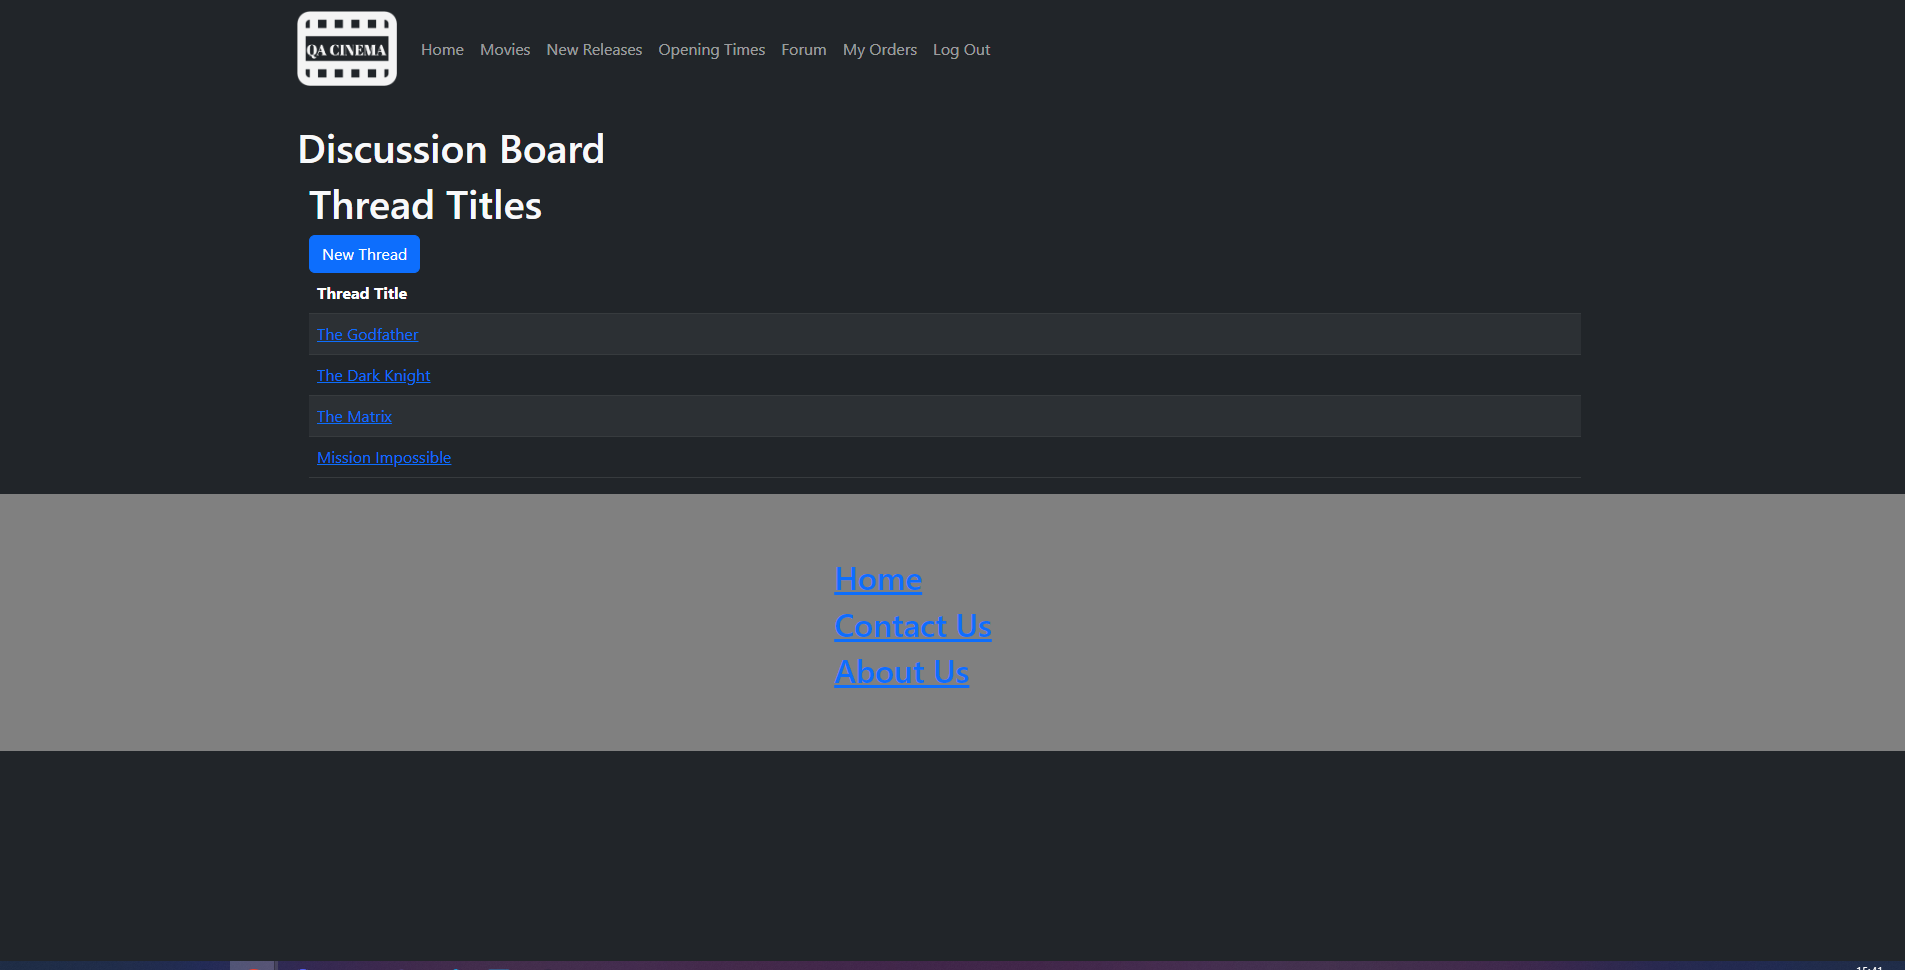 QA CINEMA
Home Movies New Releases Opening Times Forum My Orders Log Out
Discussion Board
Thread Titles
New Thread
Thread Title
The Godfather
The Dark Knight
The Matrix
Mission Impossible
Home
Contact Us
About Us